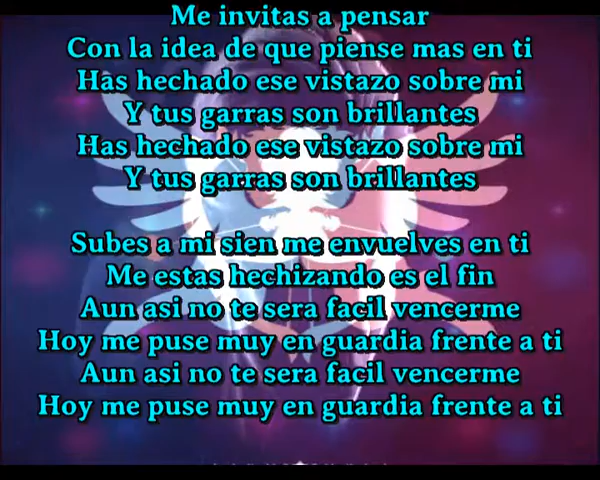 Me invitas a pensar
Con la idea de que piense mas en ti
Has hechado ese vistazo sobre mi
Y tus garras son brillantes
Has hechado ese vistazo sobre mi
Y tus garras son brillantes
Subes a mi sien me envuelves en ti
Me estas hechizando es el fin
Aun asi no te sera facil vencerme
Hoy me puse muy en guardia frente a ti
Aun asi no te sera facil vencerme
Hoy me puse muy en guardia frente a ti